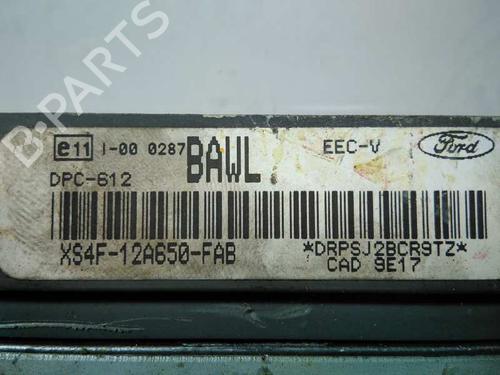 e11 I-00 0287 BAWL EEC-V Ford
DPC-612
XS4F-12A650-FAB *DRPSJ2BCR9TZ*
CAD 9E17
B-PARTS